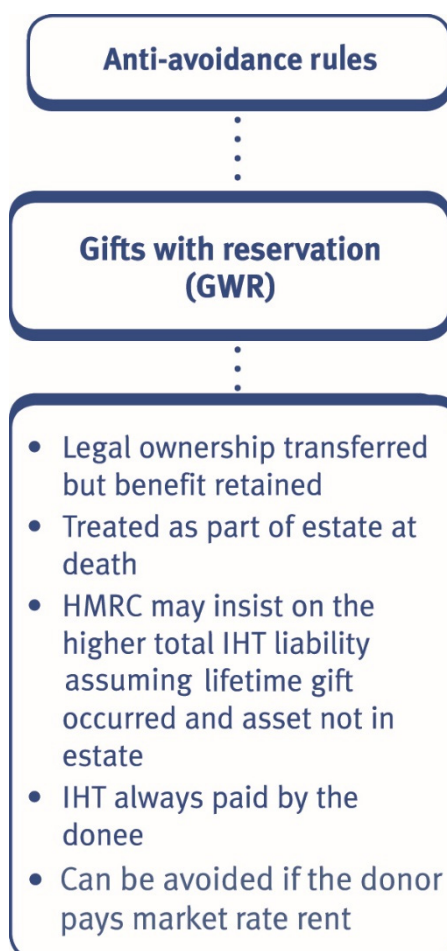 Anti-avoidance rules
Gifts with reservation
(GWR)
• Legal ownership transferred
but benefit retained
• Treated as part of estate at
death
• HMRC may insist on the
higher total IHT liability
assuming lifetime gift
occurred and asset not in
estate
• IHT always paid by the
donee
• Can be avoided if the donor
pays market rate rent